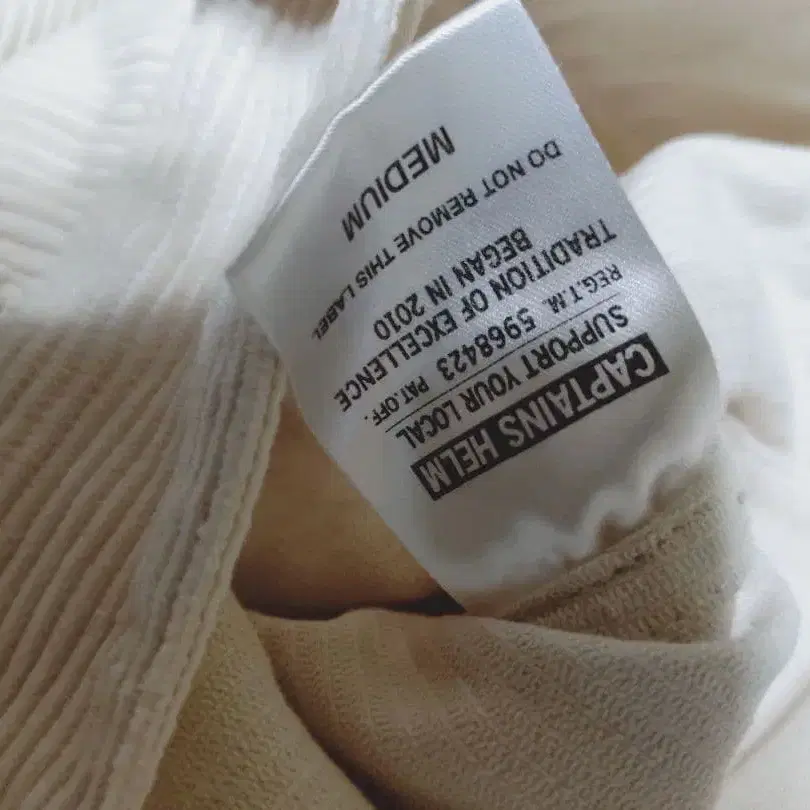 CAPTAINS HELM
SUPPORT YOUR LOCAL
REG.T.M. 5968423 PAT.OFF.
TRADITION OF EXCELLENCE
BEGAN IN 2010
DO NOT REMOVE THIS LABEL
MEDIUM